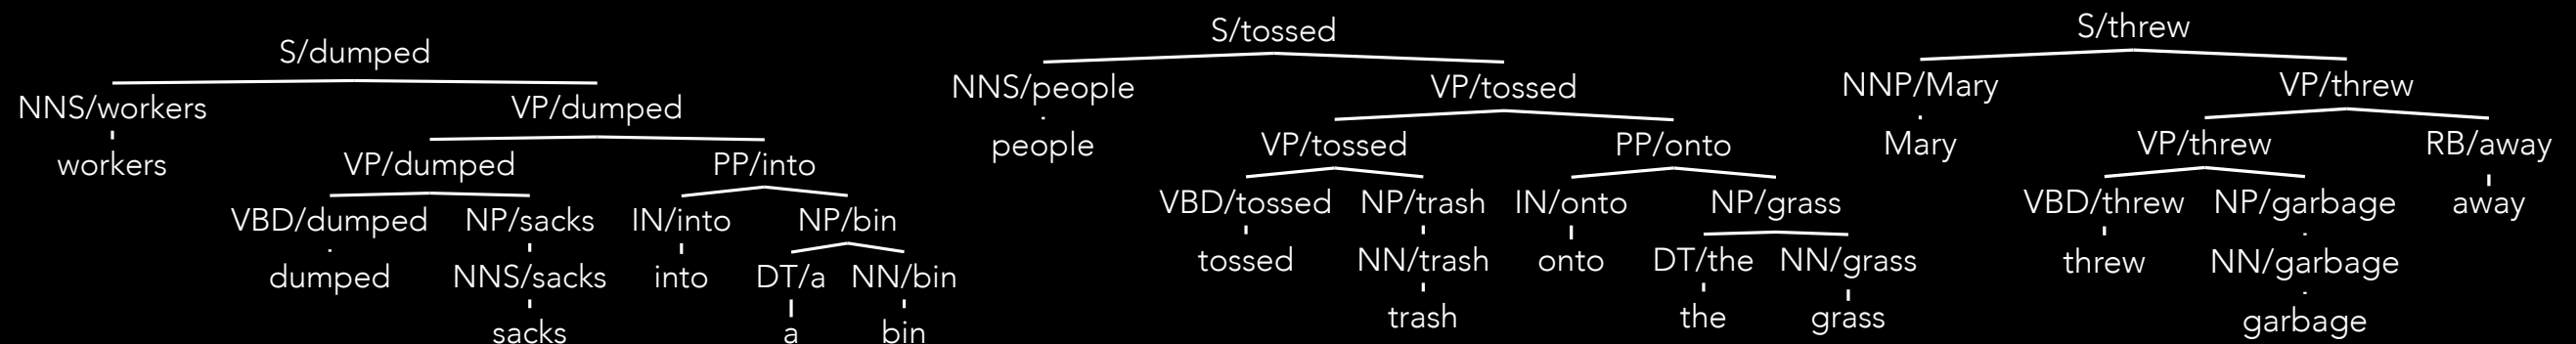 S/dumped
NNS/workers VP/dumped
workers VP/dumped PP/into
VBD/dumped NP/sacks IN/into NP/bin
dumped NNS/sacks into DT/a NN/bin
sacks a bin
S/tossed
NNS/people VP/tossed
people VP/tossed PP/onto
VBD/tossed NP/trash IN/onto NP/grass
tossed NN/trash onto DT/the NN/grass
trash the grass
S/threw
NNP/Mary VP/threw
Mary VP/threw RB/away
VBD/threw NP/garbage away
threw NN/garbage
garbage